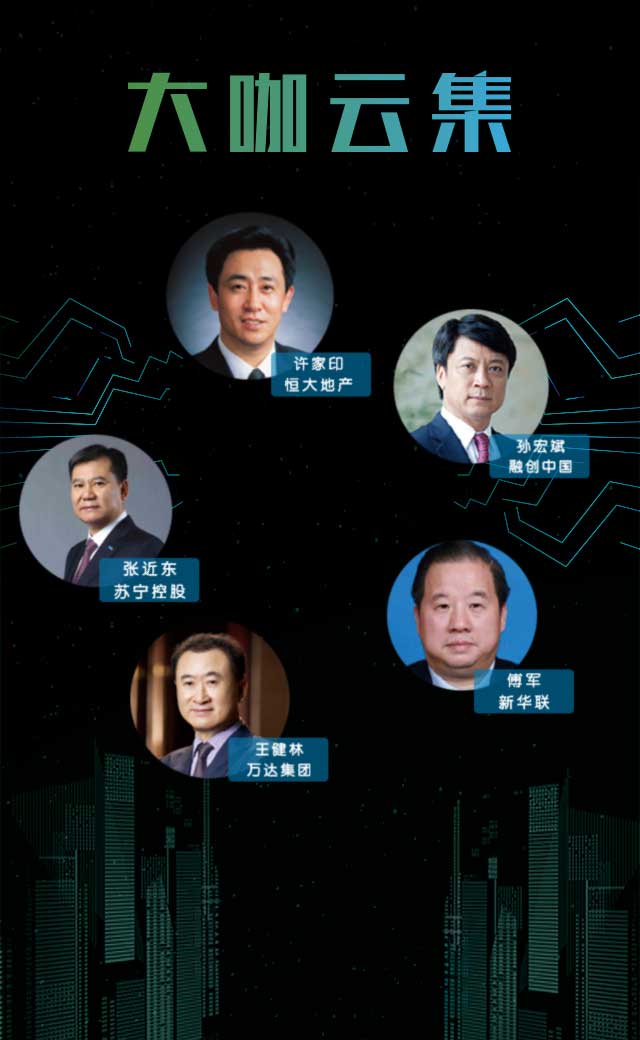 大咖云集
许家印
恒大地产
孙宏斌
融创中国
张近东
苏宁控股
傅军
新华联
王健林
万达集团